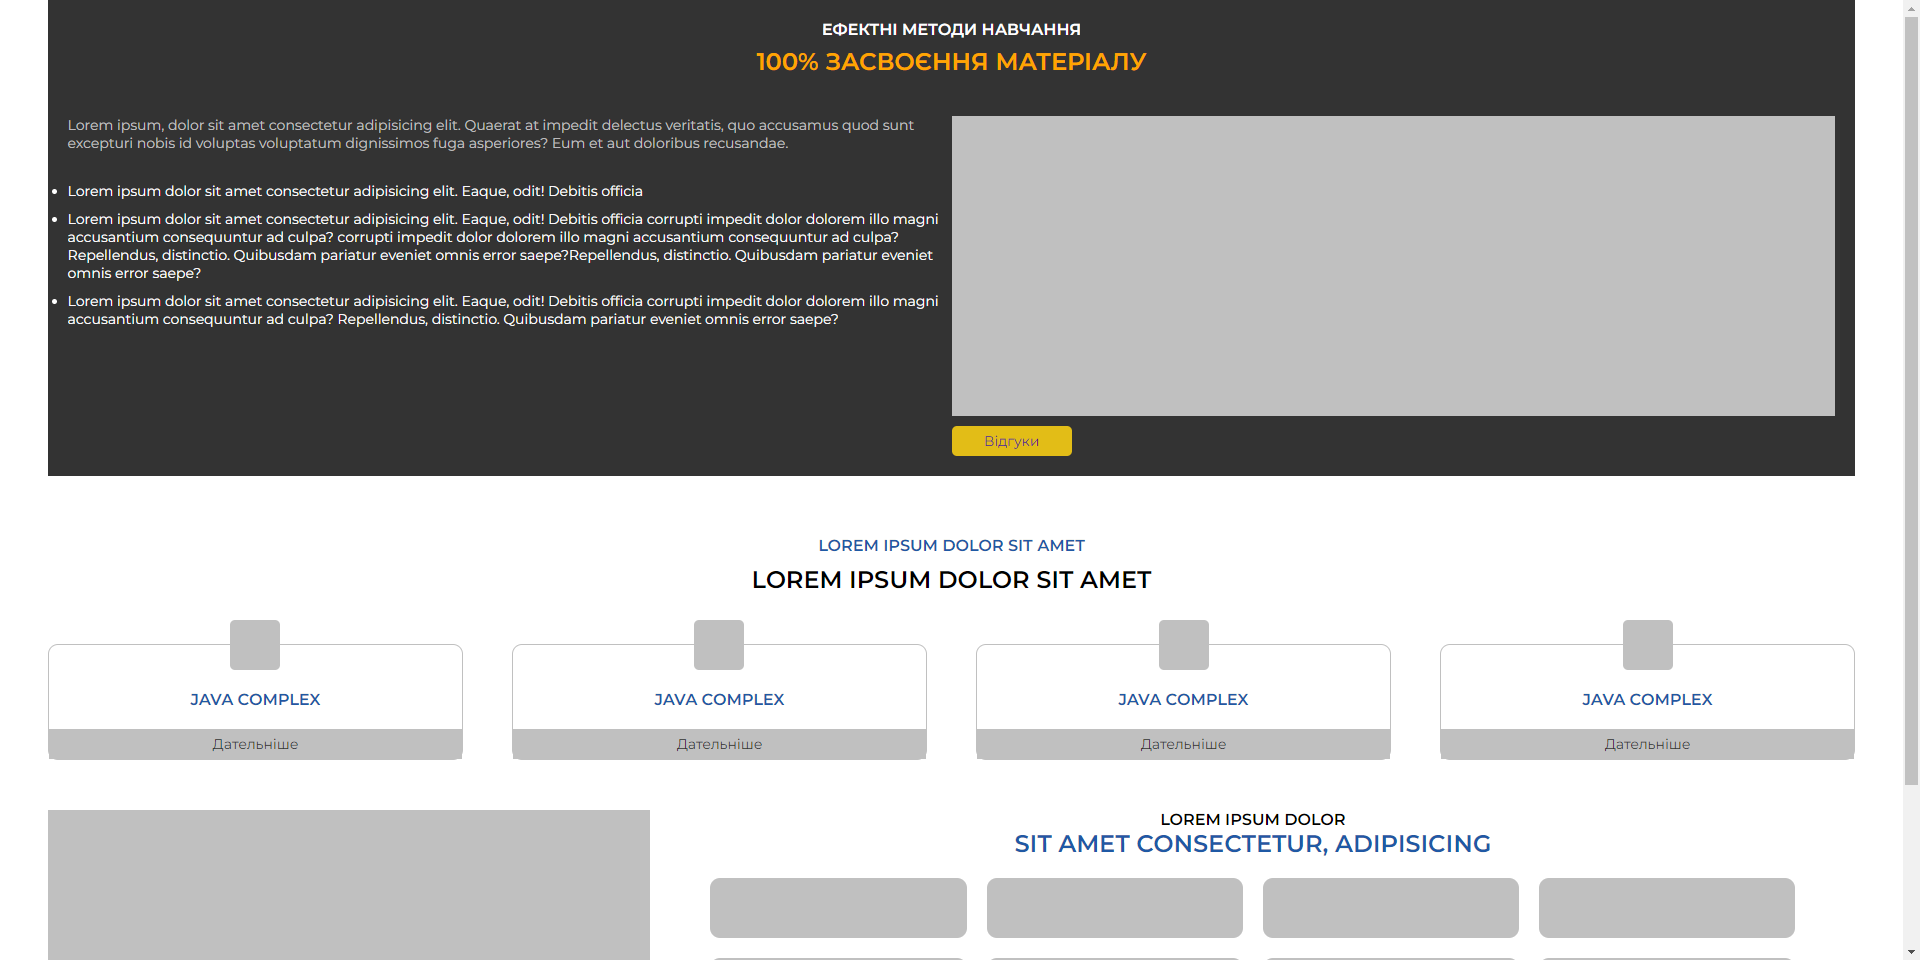 ЕФЕКТНІ МЕТОДИ НАВЧАННЯ
100% ЗАСВОЄННЯ МАТЕРІАЛУ
Lorem ipsum, dolor sit amet consectetur adipisicing elit. Quaerat at impedit delectus veritatis, quo accusamus quod sunt
excepturi nobis id voluptas voluptatum dignissimos fuga asperiores? Eum et aut doloribus recusandae.
Lorem ipsum dolor sit amet consectetur adipisicing elit. Eaque, odit! Debitis officia
Lorem ipsum dolor sit amet consectetur adipisicing elit. Eaque, odit! Debitis officia corrupti impedit dolor dolorem illo magni
accusantium consequuntur ad culpa? corrupti impedit dolor dolorem illo magni accusantium consequuntur ad culpa?
Repellendus, distinctio. Quibusdam pariatur eveniet omnis error saepe?Repellendus, distinctio. Quibusdam pariatur eveniet
omnis error saepe?
Lorem ipsum dolor sit amet consectetur adipisicing elit. Eaque, odit! Debitis officia corrupti impedit dolor dolorem illo magni
accusantium consequuntur ad culpa? Repellendus, distinctio. Quibusdam pariatur eveniet omnis error saepe?
Відгуки
LOREM IPSUM DOLOR SIT AMET
LOREM IPSUM DOLOR SIT AMET
JAVA COMPLEX
Дательніше
JAVA COMPLEX
Дательніше
JAVA COMPLEX
Дательніше
JAVA COMPLEX
Дательніше
LOREM IPSUM DOLOR
SIT AMET CONSECTETUR, ADIPISICING